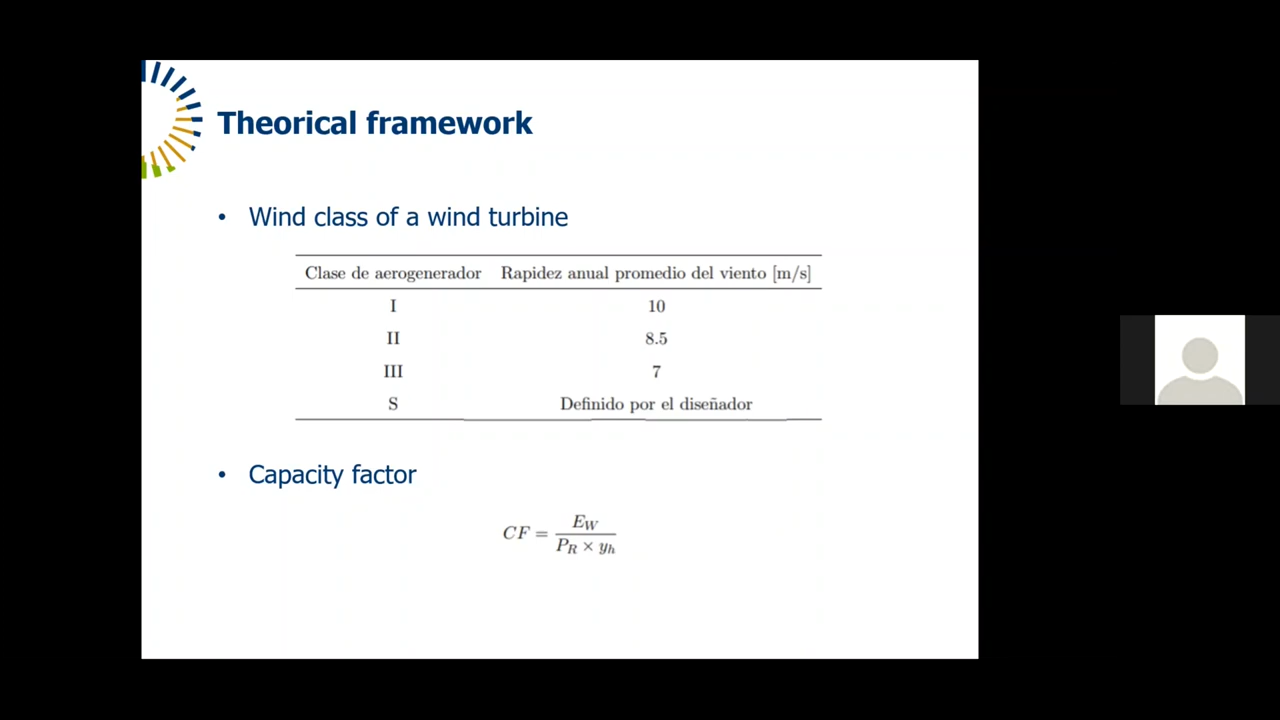 Theorical framework
• Wind class of a wind turbine
Clase de aerogenerador Rapidez anual promedio del viento [m/s]
I 10
II 8.5
III 7
S Definido por el diseñador
• Capacity factor
CF = E_W / (P_R × y_h)